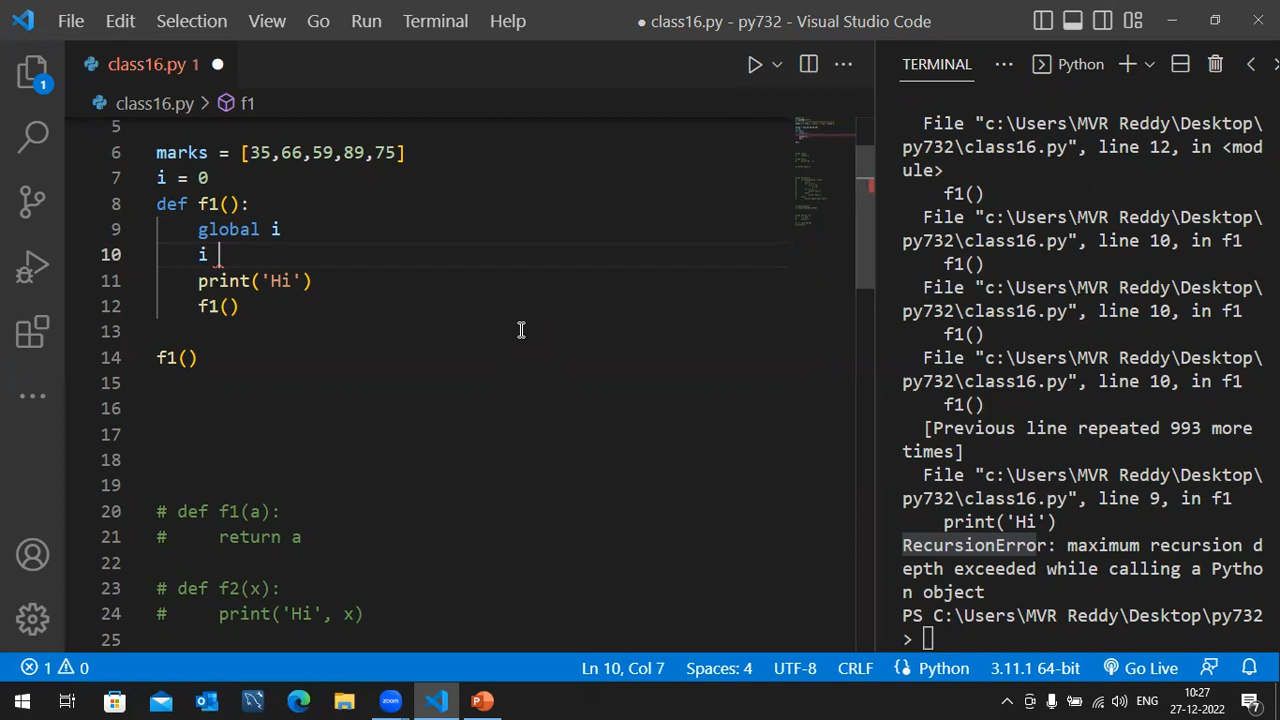 File Edit Selection View Go Run Terminal Help ● class16.py - py732 - Visual Studio Code
class16.py 1 ●
class16.py > f1
5
6 marks = [35,66,59,89,75]
7 i = 0
8 def f1():
9 global i
10 i
11 print('Hi')
12 f1()
13
14 f1()
15
16
17
18
19
20 # def f1(a):
21 # return a
22
23 # def f2(x):
24 # print('Hi', x)
25
1
TERMINAL ... Python
File "c:\Users\MVR Reddy\Desktop\
py732\class16.py", line 12, in <mod
ule>
f1()
File "c:\Users\MVR Reddy\Desktop\
py732\class16.py", line 10, in f1
f1()
File "c:\Users\MVR Reddy\Desktop\
py732\class16.py", line 10, in f1
f1()
File "c:\Users\MVR Reddy\Desktop\
py732\class16.py", line 10, in f1
f1()
[Previous line repeated 993 more
times]
File "c:\Users\MVR Reddy\Desktop\
py732\class16.py", line 9, in f1
print('Hi')
RecursionError: maximum recursion d
epth exceeded while calling a Pytho
n object
PS C:\Users\MVR Reddy\Desktop\py732
>
1 0 Ln 10, Col 7 Spaces: 4 UTF-8 CRLF Python 3.11.1 64-bit Go Live
zoom ENG 10:27
27-12-2022 7